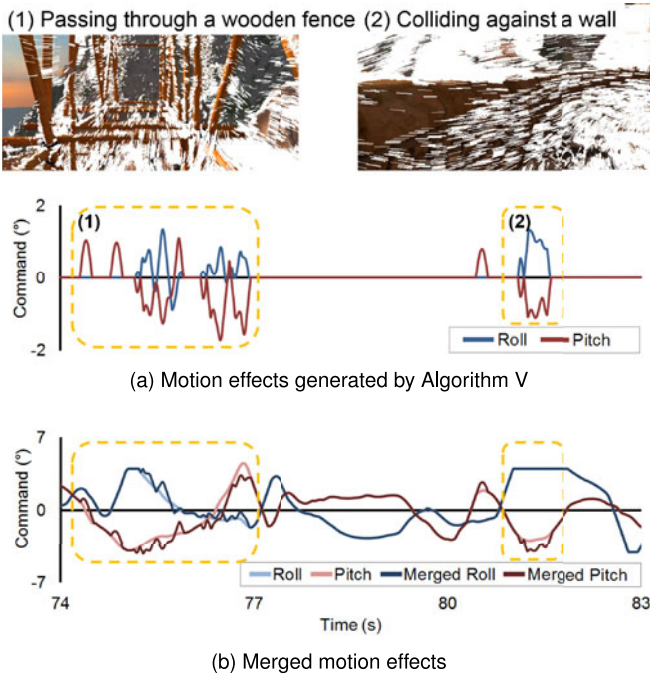 (1) Passing through a wooden fence (2) Colliding against a wall
2
(1)
(2)
Command (°)
0
-2
Roll Pitch
(a) Motion effects generated by Algorithm V
7
Command (°)
0
-7
Roll Pitch Merged Roll Merged Pitch
74 77 80 83
Time (s)
(b) Merged motion effects